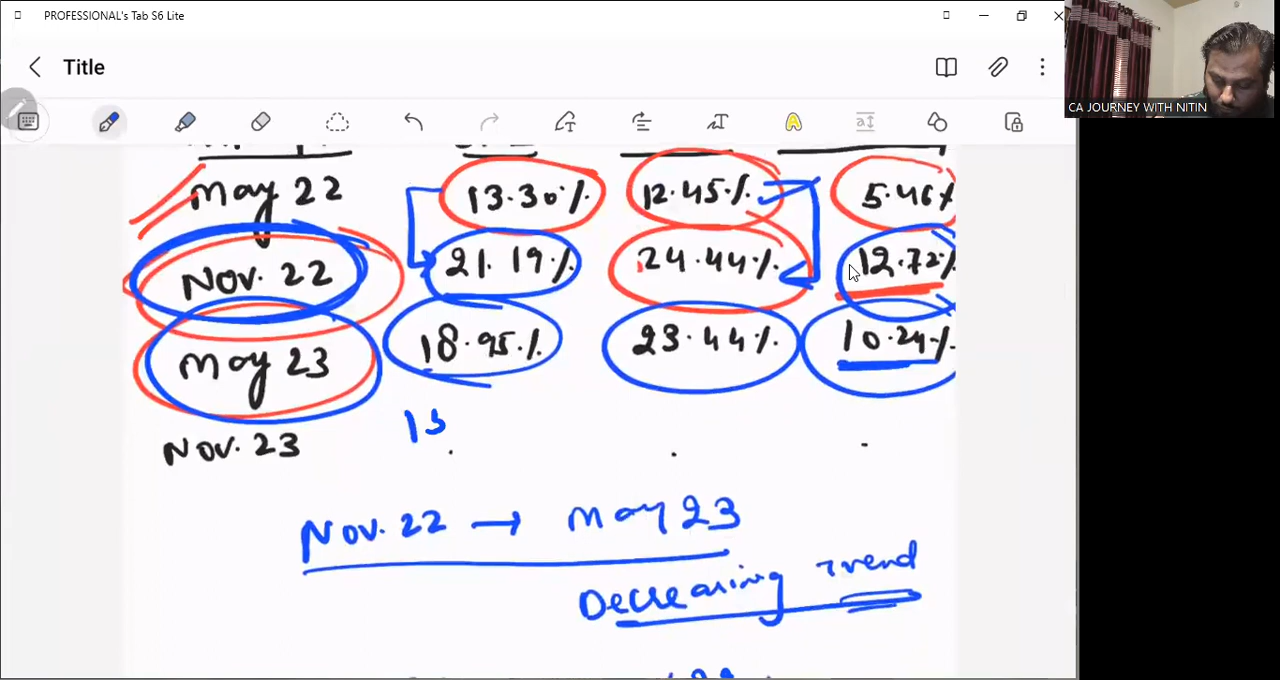 PROFESSIONAL's Tab S6 Lite
Title
CA JOURNEY WITH NITIN
May 22 13.30% 12.45% 5.46%
Nov. 22 21.19% 24.44% 12.72%
May 23 18.95% 23.44% 10.24%
13
Nov. 23
Nov. 22 → May 23
Decreasing Trend